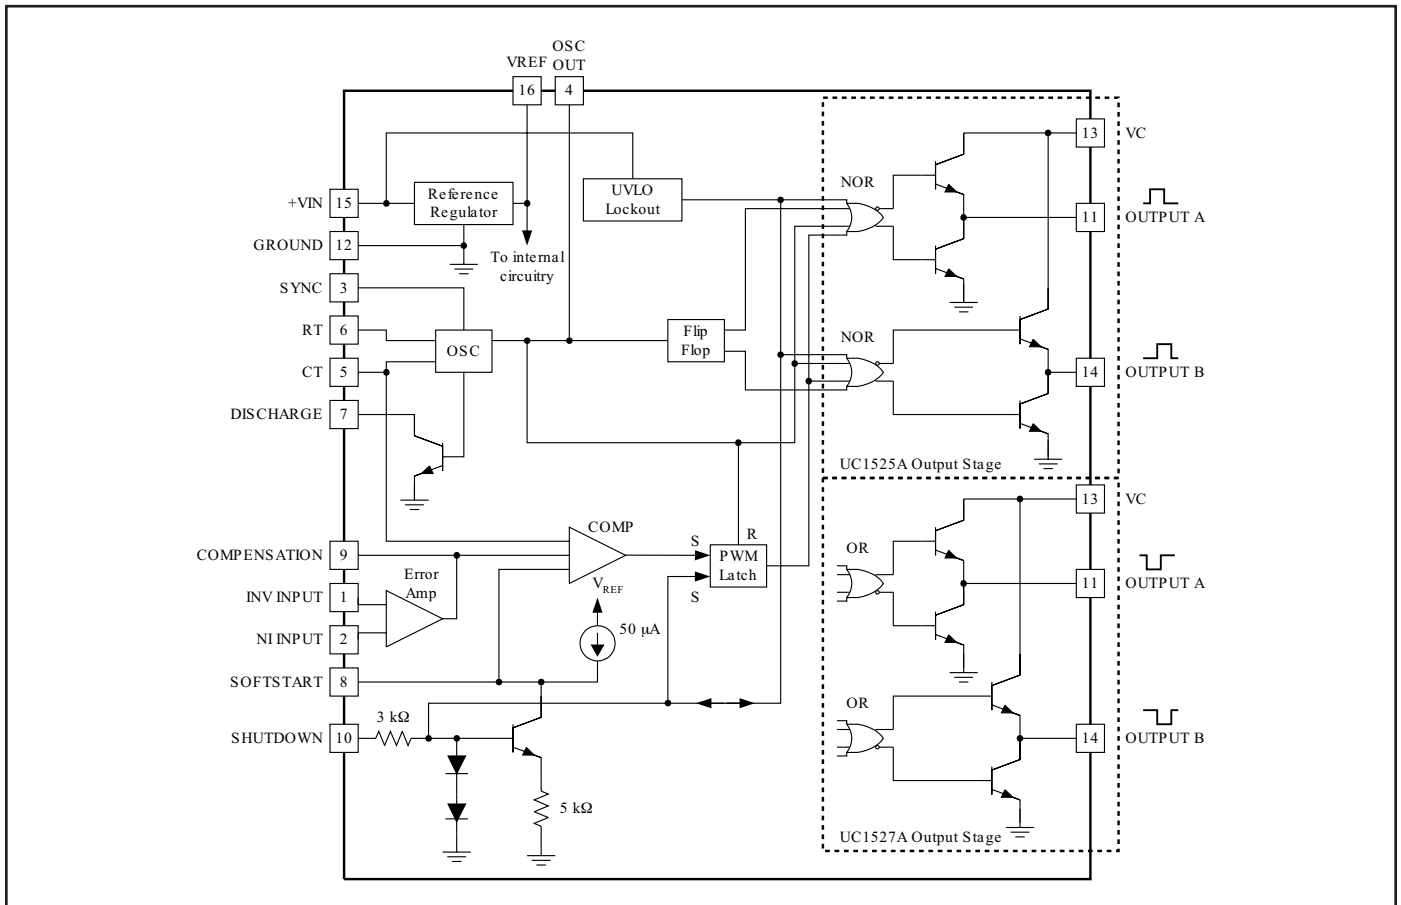 OSC
VREF OUT
16 4
13 VC
+VIN 15 Reference
Regulator
UVLO
Lockout
NOR
11 OUTPUT A
GROUND 12
To internal
circuitry
SYNC 3
RT 6
OSC
Flip
Flop
NOR
CT 5
14 OUTPUT B
DISCHARGE 7
UC1525A Output Stage
13 VC
COMP
S R
OR
COMPENSATION 9
PWM
Latch
Error
Amp
VREF
S
11 OUTPUT A
INV INPUT 1
50 µA
NI INPUT 2
SOFTSTART 8
OR
3 kΩ
SHUTDOWN 10
14 OUTPUT B
5 kΩ
UC1527A Output Stage